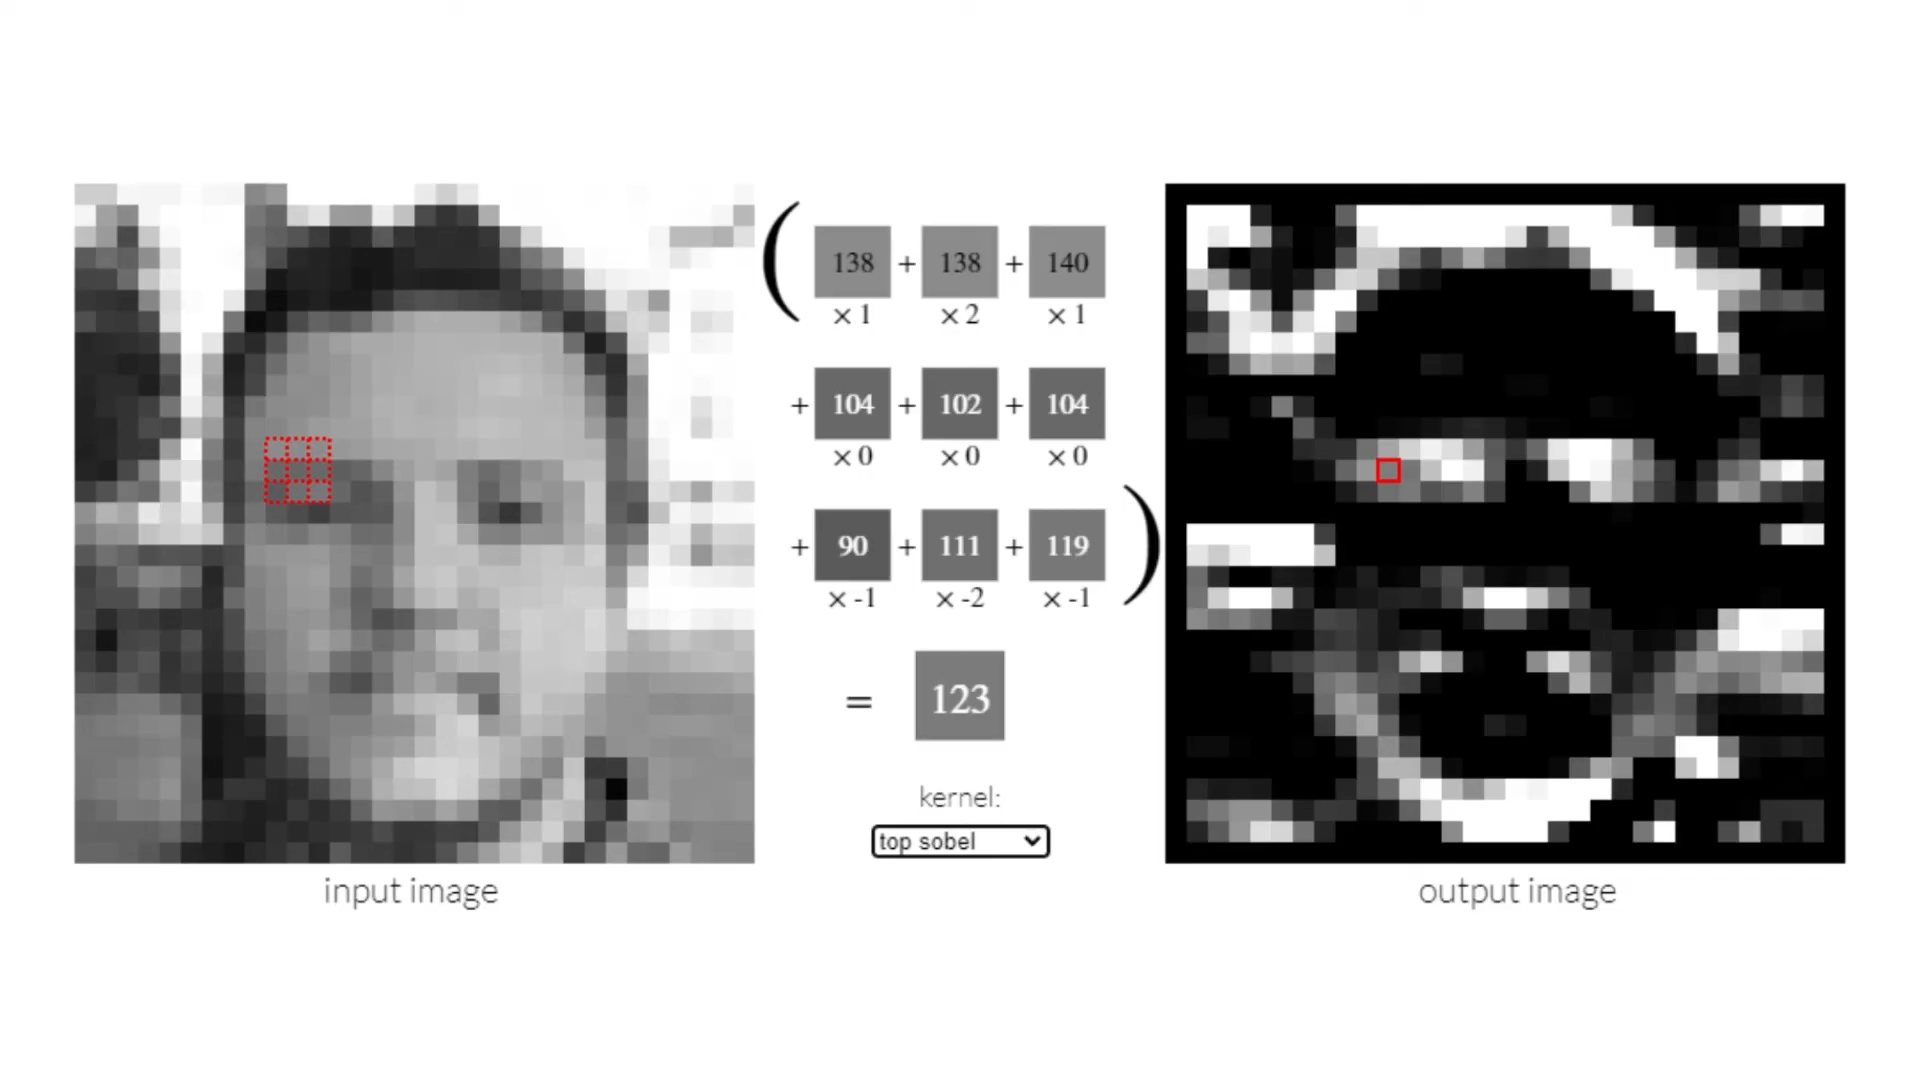 ( 138 + 138 + 140
× 1 × 2 × 1
+ 104 + 102 + 104
× 0 × 0 × 0
+ 90 + 111 + 119 )
× -1 × -2 × -1
= 123
kernel:
top sobel
input image
output image